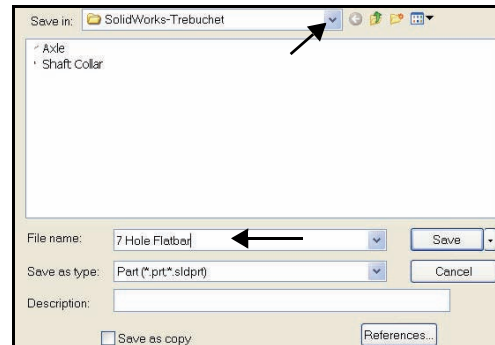 Save in: SolidWorks-Trebuchet
Axle
Shaft Collar
File name: 7 Hole Flatbar Save
Save as type: Part (*.prt;*.sldprt) Cancel
Description:
Save as copy References...